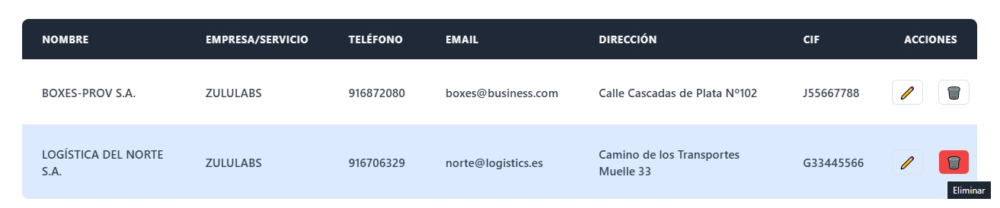 NOMBRE EMPRESA/SERVICIO TELÉFONO EMAIL DIRECCIÓN CIF ACCIONES
BOXES-PROV S.A. ZULULABS 916872080 boxes@business.com Calle Cascadas de Plata Nº102 J55667788
LOGÍSTICA DEL NORTE
S.A.
ZULULABS 916706329 norte@logistics.es
Camino de los Transportes
Muelle 33
G33445566
Eliminar